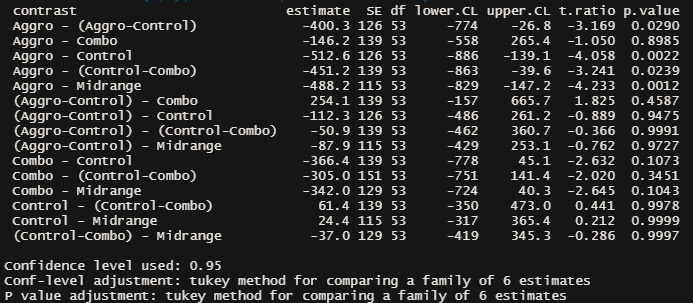 contrast estimate SE df lower.CL upper.CL t.ratio p.value
Aggro - (Aggro-Control) -400.3 126 53 -774 -26.8 -3.169 0.0290
Aggro - Combo -146.2 139 53 -558 265.4 -1.050 0.8985
Aggro - Control -512.6 126 53 -886 -139.1 -4.058 0.0022
Aggro - (Control-Combo) -451.2 139 53 -863 -39.6 -3.241 0.0239
Aggro - Midrange -488.2 115 53 -829 -147.2 -4.233 0.0012
(Aggro-Control) - Combo 254.1 139 53 -157 665.7 1.825 0.4587
(Aggro-Control) - Control -112.3 126 53 -486 261.2 -0.889 0.9475
(Aggro-Control) - (Control-Combo) -50.9 139 53 -462 360.7 -0.366 0.9991
(Aggro-Control) - Midrange -87.9 115 53 -429 253.1 -0.762 0.9727
Combo - Control -366.4 139 53 -778 45.1 -2.632 0.1073
Combo - (Control-Combo) -305.0 151 53 -751 141.4 -2.020 0.3451
Combo - Midrange -342.0 129 53 -724 40.3 -2.645 0.1043
Control - (Control-Combo) 61.4 139 53 -350 473.0 0.441 0.9978
Control - Midrange 24.4 115 53 -317 365.4 0.212 0.9999
(Control-Combo) - Midrange -37.0 129 53 -419 345.3 -0.286 0.9997
Confidence level used: 0.95
Conf-level adjustment: tukey method for comparing a family of 6 estimates
P value adjustment: tukey method for comparing a family of 6 estimates